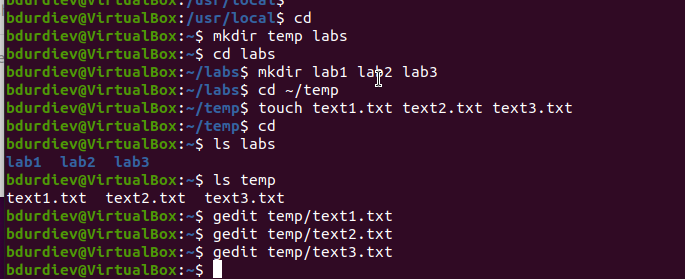 bdurdiev@VirtualBox:/usr/local$
bdurdiev@VirtualBox:/usr/local$ cd
bdurdiev@VirtualBox:~$ mkdir temp labs
bdurdiev@VirtualBox:~$ cd labs
bdurdiev@VirtualBox:~/labs$ mkdir lab1 lab2 lab3
bdurdiev@VirtualBox:~/labs$ cd ~/temp
bdurdiev@VirtualBox:~/temp$ touch text1.txt text2.txt text3.txt
bdurdiev@VirtualBox:~/temp$ cd
bdurdiev@VirtualBox:~$ ls labs
lab1 lab2 lab3
bdurdiev@VirtualBox:~$ ls temp
text1.txt text2.txt text3.txt
bdurdiev@VirtualBox:~$ gedit temp/text1.txt
bdurdiev@VirtualBox:~$ gedit temp/text2.txt
bdurdiev@VirtualBox:~$ gedit temp/text3.txt
bdurdiev@VirtualBox:~$